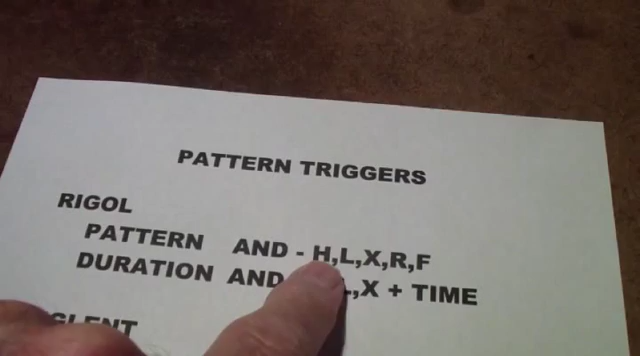 PATTERN TRIGGERS
RIGOL
PATTERN AND - H,L,X,R,F
DURATION AND L,X + TIME